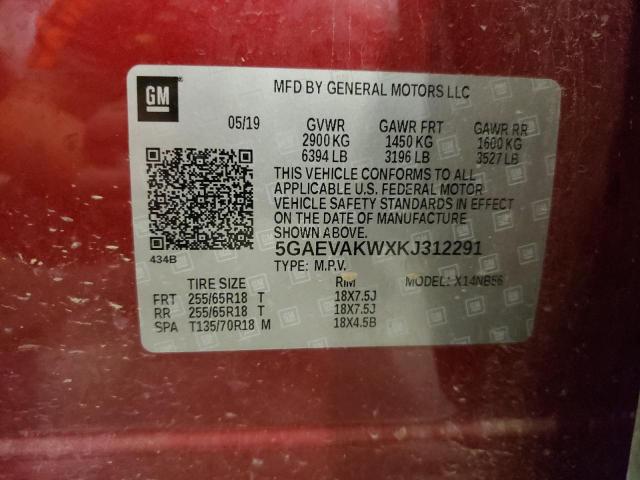 GM
MFD BY GENERAL MOTORS LLC
05/19 GVWR GAWR FRT GAWR RR
2900 KG 1450 KG 1600 KG
6394 LB 3196 LB 3527 LB
THIS VEHICLE CONFORMS TO ALL
APPLICABLE U.S. FEDERAL MOTOR
VEHICLE SAFETY STANDARDS IN EFFECT
ON THE DATE OF MANUFACTURE
SHOWN ABOVE.
434B
5GAEVAKWXKJ312291
TYPE: M.P.V.
TIRE SIZE RIM MODEL: X14NB56
FRT 255/65R18 T 18X7.5J
RR 255/65R18 T 18X7.5J
SPA T135/70R18 M 18X4.5B